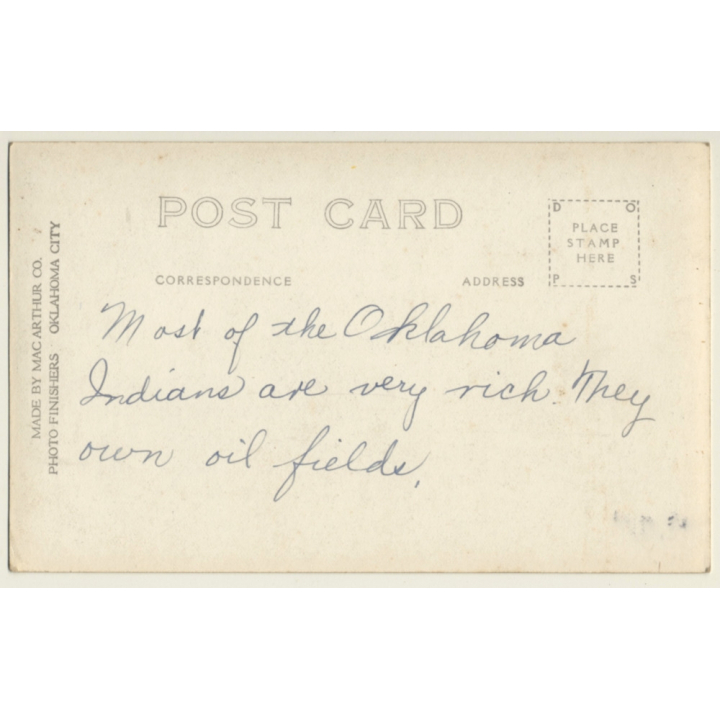 POST CARD
D O
PLACE
STAMP
HERE
P S
CORRESPONDENCE ADDRESS
Most of the Oklahoma
Indians are very rich. They
own oil fields.
MADE BY MAC ARTHUR CO.
PHOTO FINISHERS OKLAHOMA CITY